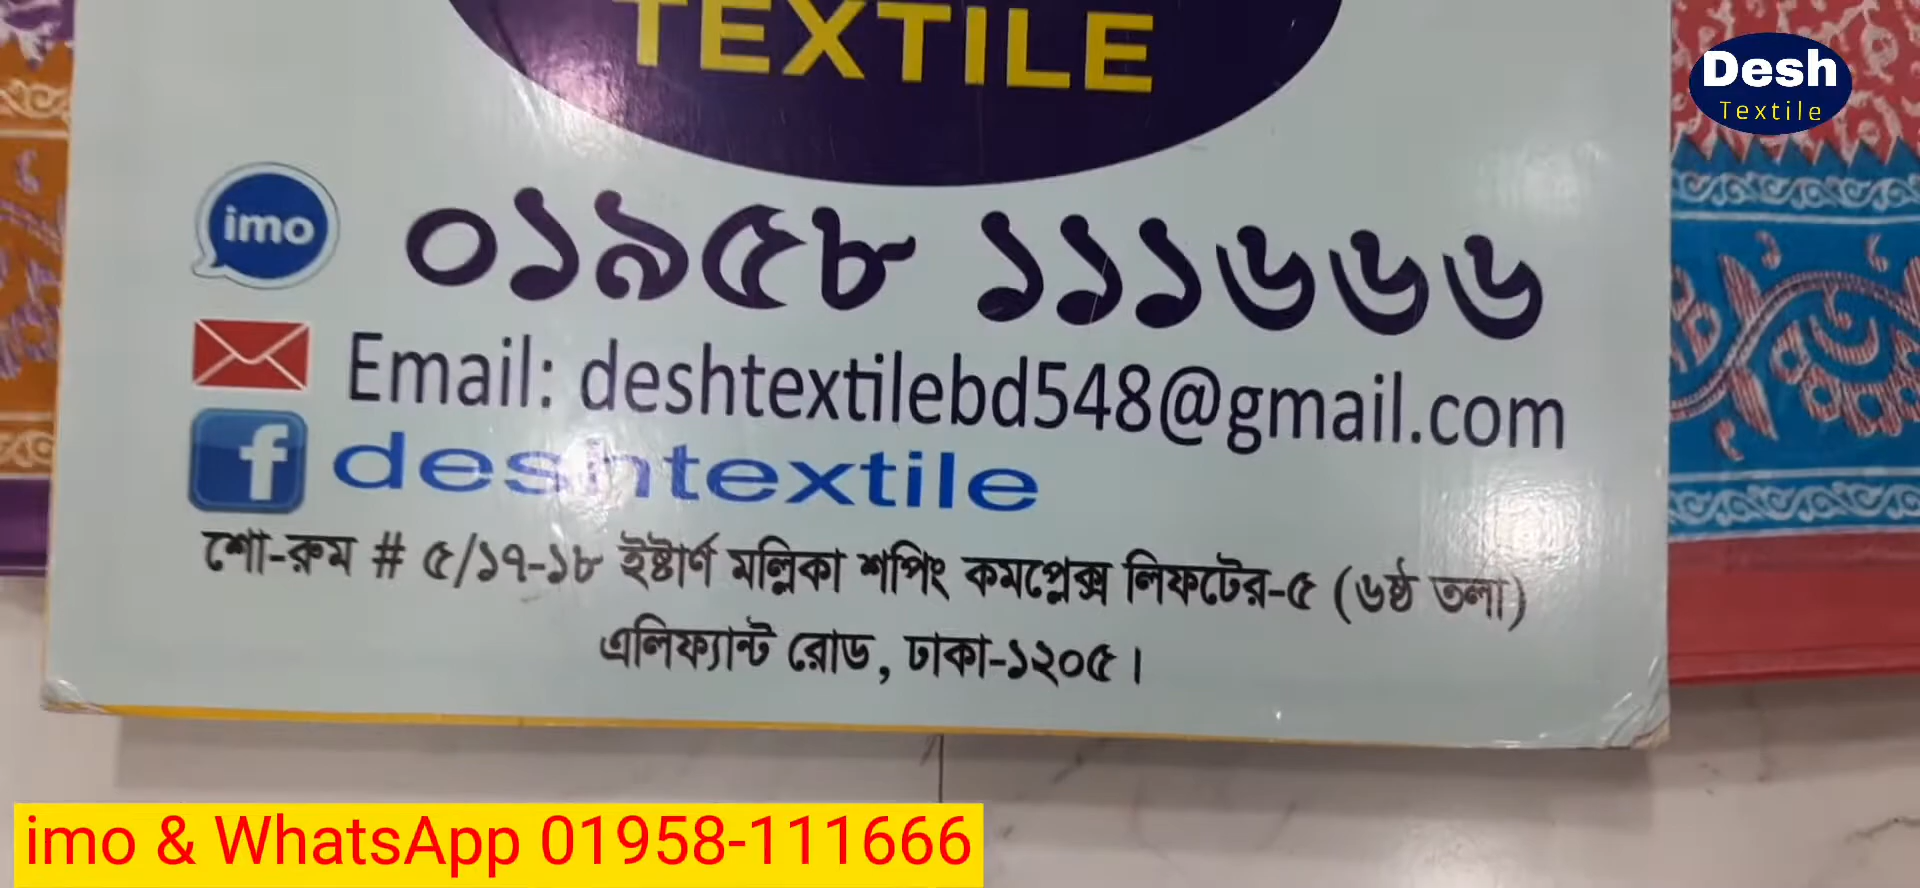 TEXTILE
Desh
Textile
imo
০১৯৫৮ ১১১৬৬৬
Email: deshtextilebd548@gmail.com
f deshtextile
শো-রুম # ৫/১৭-১৮ ইষ্টার্ণ মল্লিকা শপিং কমপ্লেক্স লিফটের-৫ (৬ষ্ঠ তলা)
এলিফ্যান্ট রোড, ঢাকা-১২০৫।
imo & WhatsApp 01958-111666